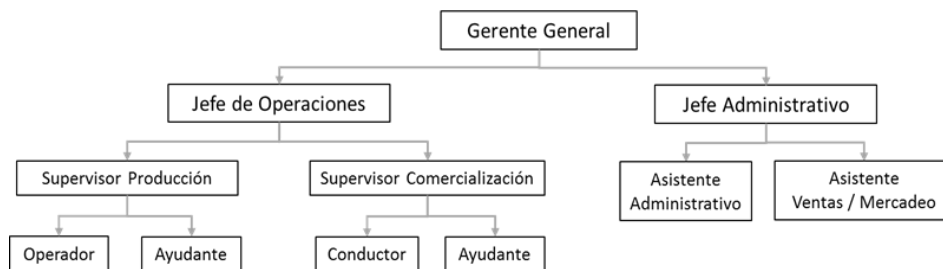 Gerente General
Jefe de Operaciones
Jefe Administrativo
Supervisor Producción
Supervisor Comercialización
Asistente
Administrativo
Asistente
Ventas / Mercadeo
Operador
Ayudante
Conductor
Ayudante